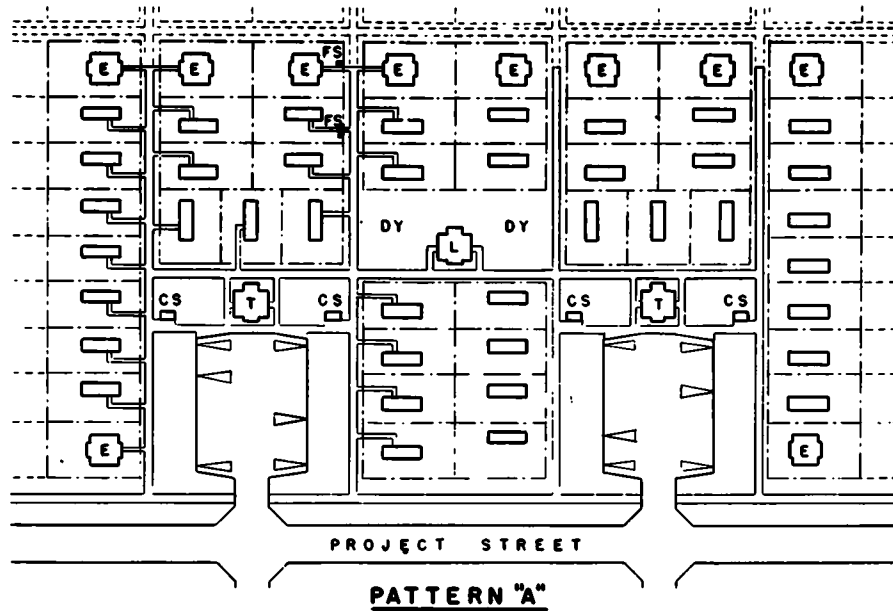 E E E FS E E E E E
FS
DY L DY
CS T CS CS T CS
E E
PROJECT STREET
PATTERN "A"